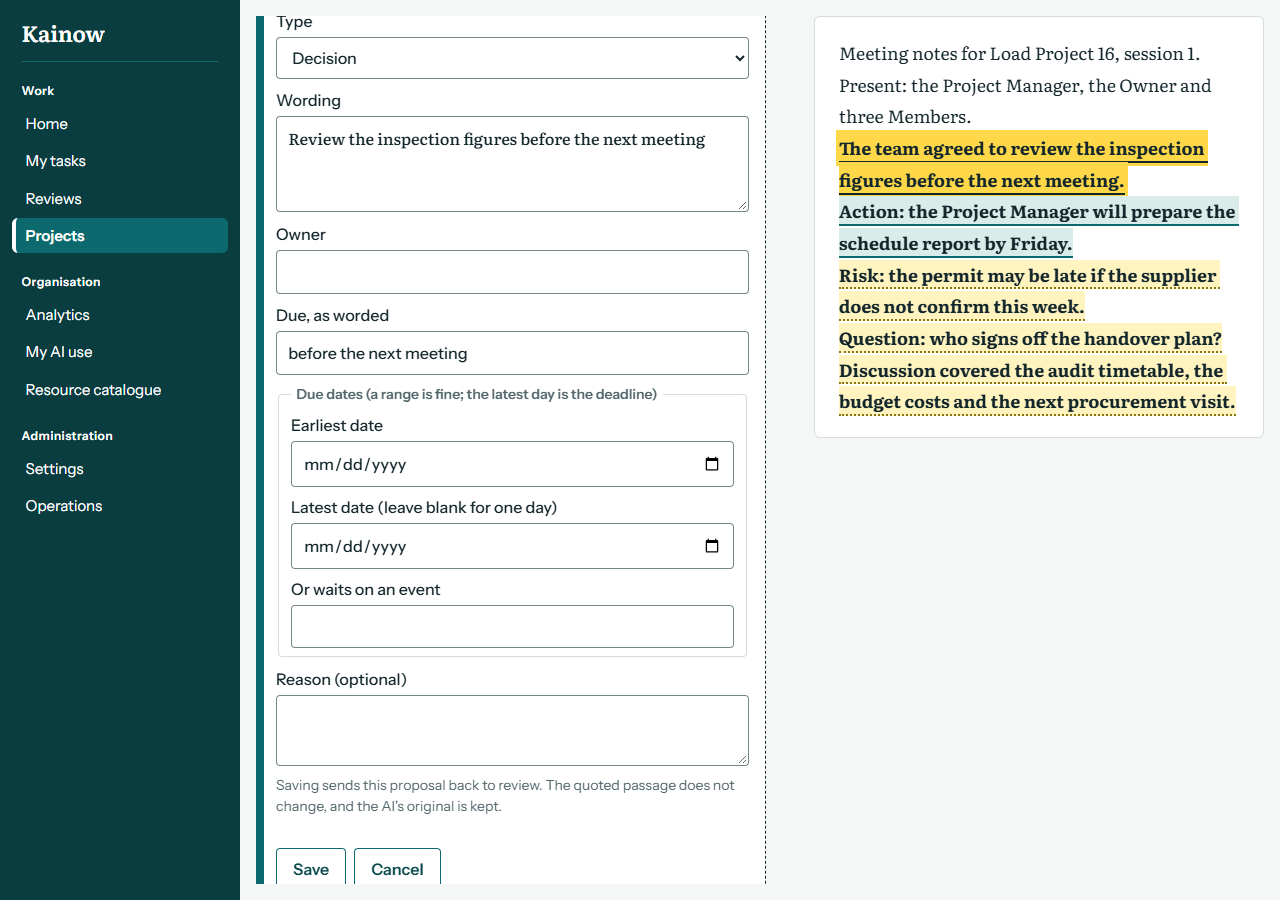 Kainow
Work
Home
My tasks
Reviews
Projects
Organisation
Analytics
My AI use
Resource catalogue
Administration
Settings
Operations
Type
Decision
Wording
Review the inspection figures before the next meeting
Owner
Due, as worded
before the next meeting
Due dates (a range is fine; the latest day is the deadline)
Earliest date
mm/dd/yyyy
Latest date (leave blank for one day)
mm/dd/yyyy
Or waits on an event
Reason (optional)
Saving sends this proposal back to review. The quoted passage does not
change, and the AI's original is kept.
Save Cancel
Meeting notes for Load Project 16, session 1.
Present: the Project Manager, the Owner and
three Members.
The team agreed to review the inspection
figures before the next meeting.
Action: the Project Manager will prepare the
schedule report by Friday.
Risk: the permit may be late if the supplier
does not confirm this week.
Question: who signs off the handover plan?
Discussion covered the audit timetable, the
budget costs and the next procurement visit.